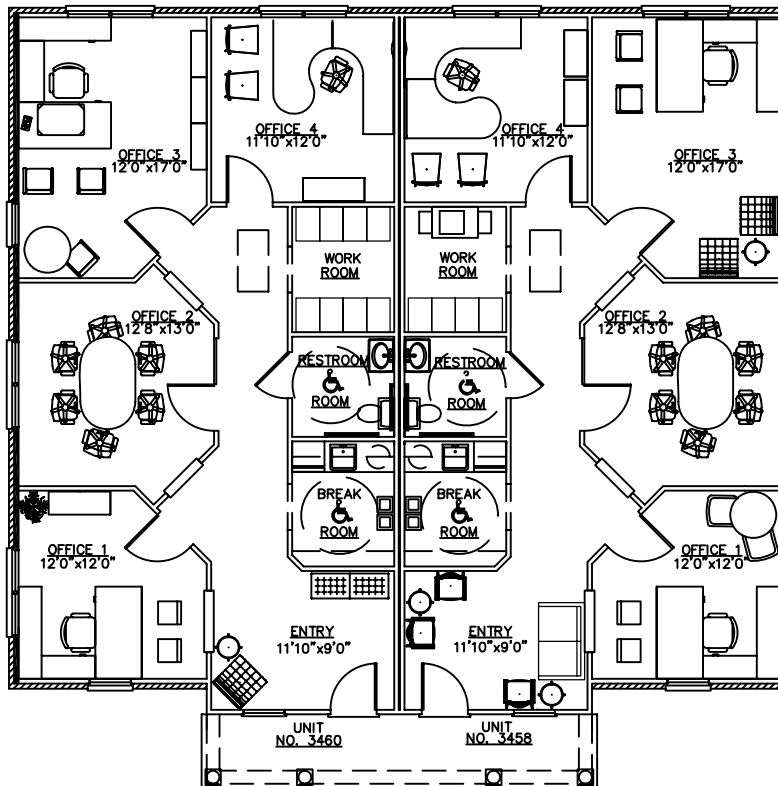 OFFICE 4
11'10"x12'0"
OFFICE 4
11'10"x12'0"
OFFICE 3
12'0"x17'0"
OFFICE 3
12'0"x17'0"
WORK
ROOM
WORK
ROOM
OFFICE 2
12'8"x13'0"
OFFICE 2
12'8"x13'0"
RESTROOM
ROOM
RESTROOM
ROOM
BREAK
ROOM
BREAK
ROOM
OFFICE 1
12'0"x12'0"
OFFICE 1
12'0"x12'0"
ENTRY
11'10"x9'0"
ENTRY
11'10"x9'0"
UNIT
NO. 3460
UNIT
NO. 3458